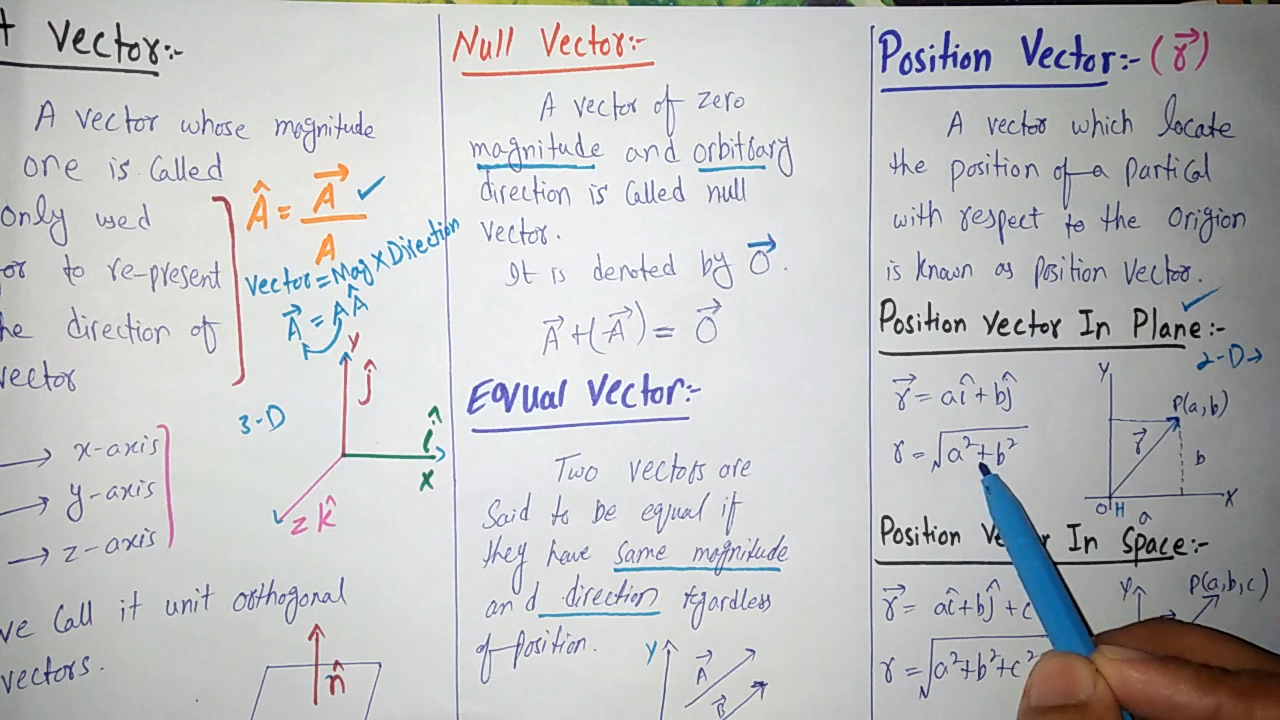 t Vector:-
A vector whose magnitude
one is called
only used
or to re-present
he direction of
vector
Â = A⃗ / A ✓
Vector = Mag × Direction
A⃗ = A Â
3-D
Y
ĵ
î
X
Z k̂
→ x-axis
→ y-axis
→ z-axis
ve call it unit orthogonal
vectors.
n̂
Null Vector:-
A vector of zero
magnitude and orbitrary
direction is called null
vector.
It is denoted by O⃗.
A⃗+(-A⃗) = O⃗
Equal Vector:-
Two vectors are
Said to be equal if
they have same magnitude
and direction regardless
of position.
Y
A⃗
B⃗
Position Vector:- (r⃗)
A vector which locate
the position of a partical
with respect to the origion
is known as position vector.
Position Vector In Plane:- ✓
2-D→
r⃗ = aî + bĵ
r = √a²+b²
Y
P(a,b)
r⃗
b
O H
X
a
Position Vector In Space:-
r⃗ = aî+bĵ+c
r = √a²+b²+c²
Y
P(a,b,c)